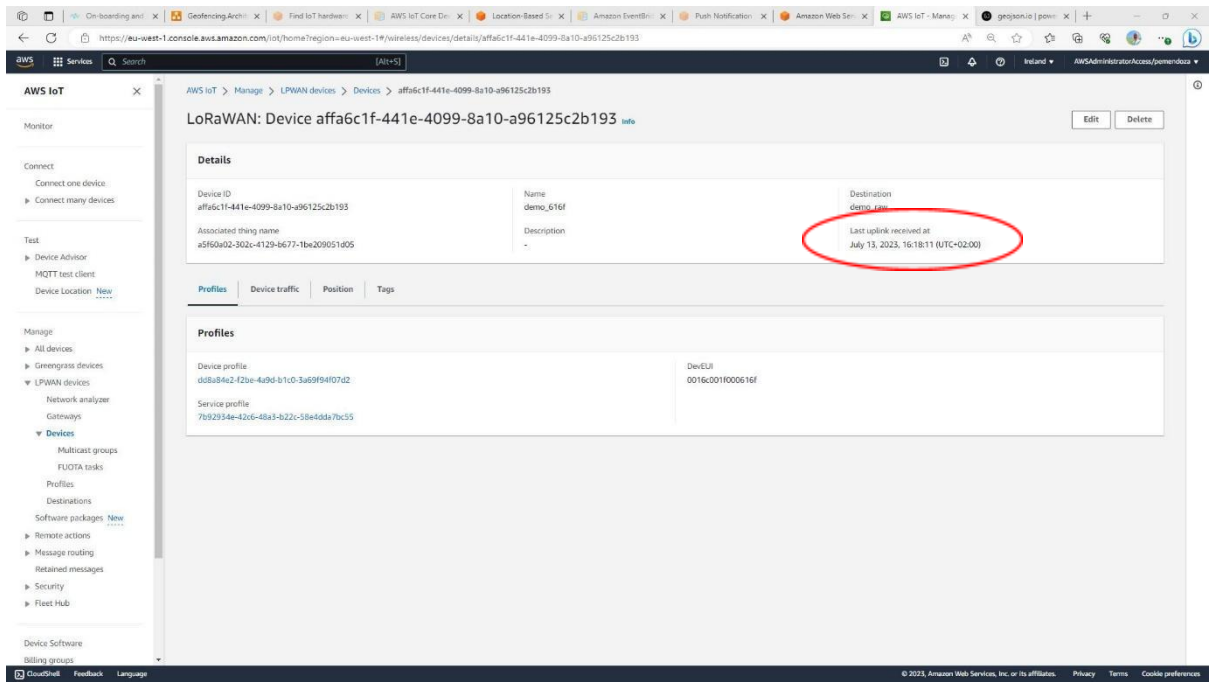 On-boarding and
Geofencing.Archit
Find IoT hardware
AWS IoT Core Dev
Location-Based Se
Amazon EventBri
Push Notification
Amazon Web Serv
AWS IoT - Manag
geojson.io | powe
https://eu-west-1.console.aws.amazon.com/iot/home?region=eu-west-1#/wireless/devices/details/affa6c1f-441e-4099-8a10-a96125c2b193
aws Services Search [Alt+S] Ireland AWSAdministratorAccess/pemendoza
AWS IoT
Monitor
Connect
Connect one device
Connect many devices
Test
Device Advisor
MQTT test client
Device Location New
Manage
All devices
Greengrass devices
LPWAN devices
Network analyzer
Gateways
Devices
Multicast groups
FUOTA tasks
Profiles
Destinations
Software packages New
Remote actions
Message routing
Retained messages
Security
Fleet Hub
Device Software
Billing groups
AWS IoT > Manage > LPWAN devices > Devices > affa6c1f-441e-4099-8a10-a96125c2b193
LoRaWAN: Device affa6c1f-441e-4099-8a10-a96125c2b193 Info
Edit Delete
Details
Device ID
affa6c1f-441e-4099-8a10-a96125c2b193
Associated thing name
a5f60a02-302c-4129-b677-1be209051d05
Name
demo_616f
Description
-
Destination
demo_raw
Last uplink received at
July 13, 2023, 16:18:11 (UTC+02:00)
Profiles Device traffic Position Tags
Profiles
Device profile
dd8a84e2-f2be-4a9d-b1c0-3a69f94f07d2
Service profile
7b92934e-42c6-48a3-b22c-58e4dda7bc55
DevEUI
0016c001f000616f
CloudShell Feedback Language © 2023, Amazon Web Services, Inc. or its affiliates. Privacy Terms Cookie preferences